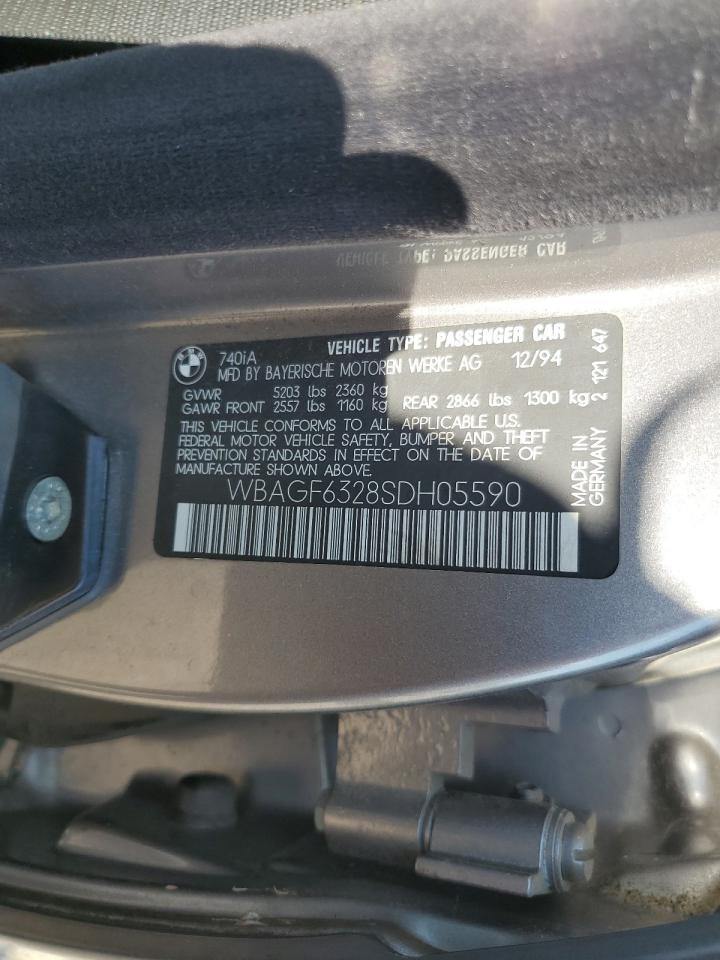 740iA VEHICLE TYPE: PASSENGER CAR
MFD BY BAYERISCHE MOTOREN WERKE AG 12/94
GVWR 5203 lbs 2360 kg
GAWR FRONT 2557 lbs 1160 kg REAR 2866 lbs 1300 kg
THIS VEHICLE CONFORMS TO ALL APPLICABLE U.S.
FEDERAL MOTOR VEHICLE SAFETY, BUMPER AND THEFT
PREVENTION STANDARDS IN EFFECT ON THE DATE OF
MANUFACTURE SHOWN ABOVE.
WBAGF6328SDH05590
MADE IN
GERMANY 2 121 647